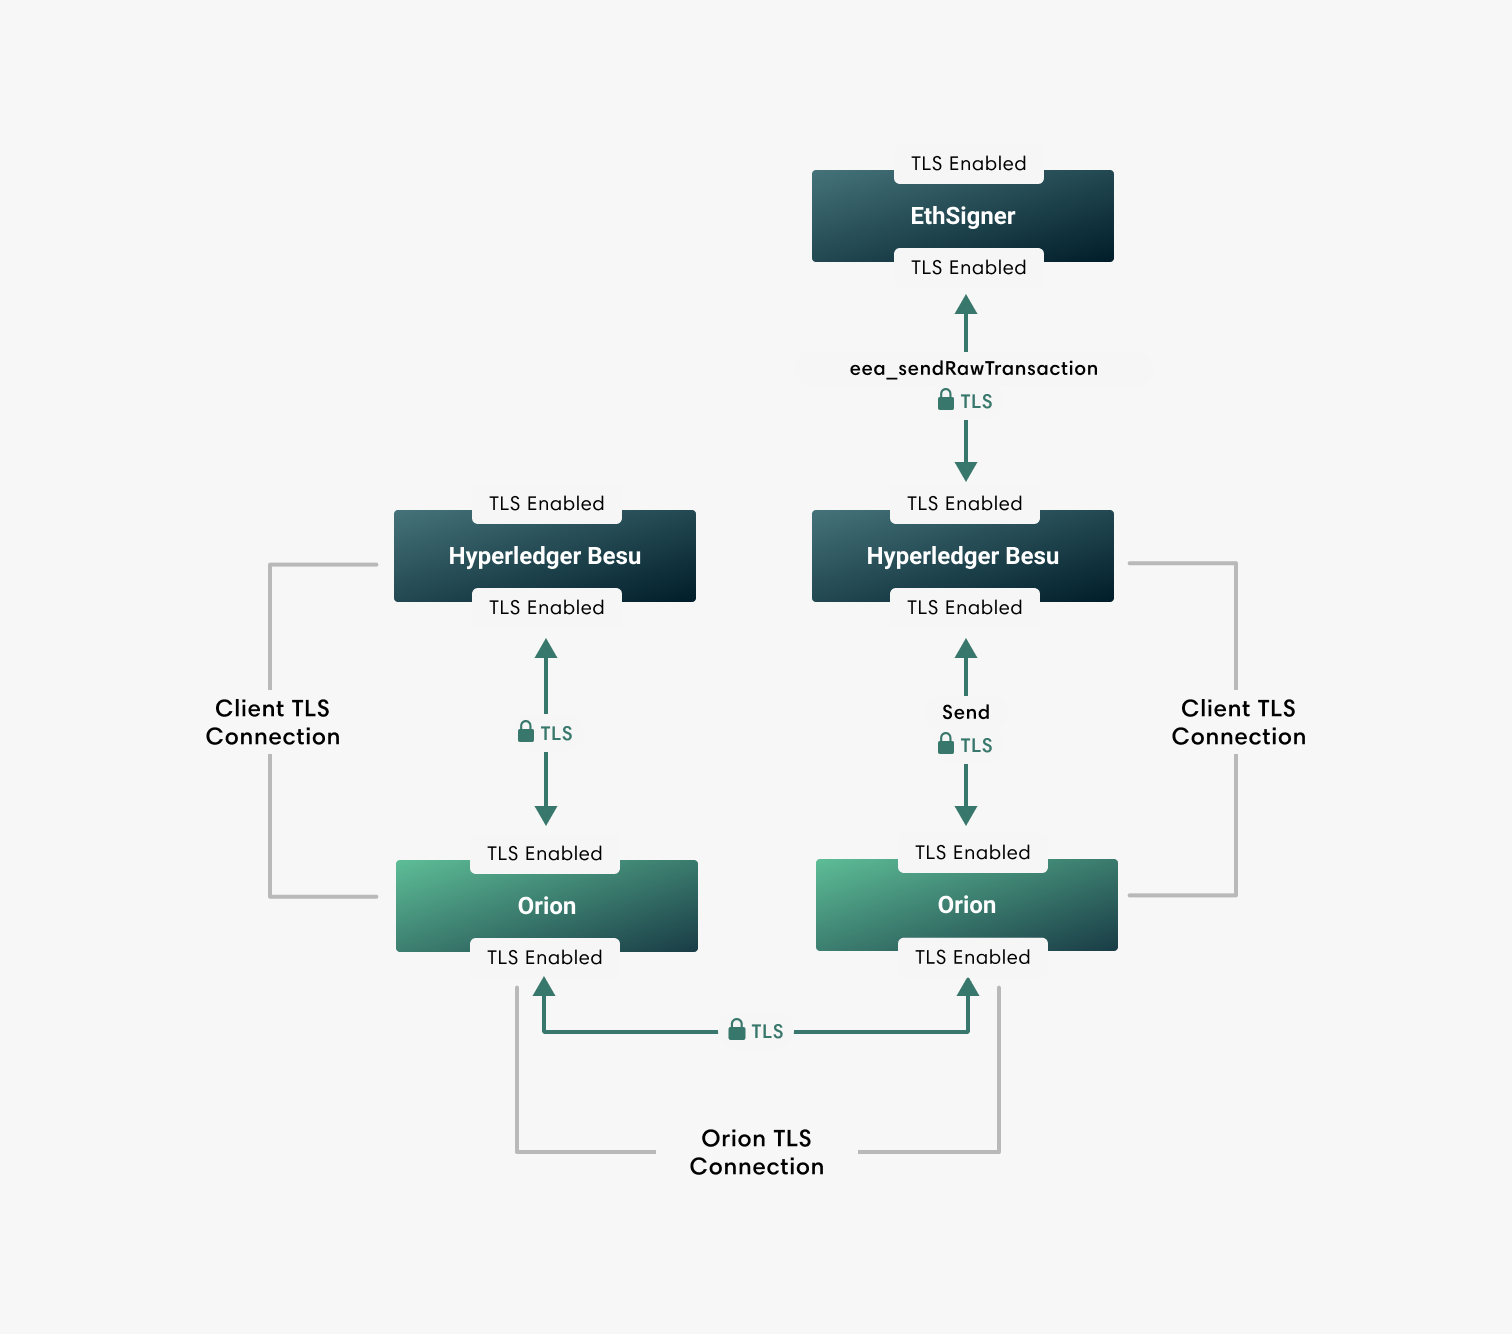 TLS Enabled
EthSigner
TLS Enabled
eea_sendRawTransaction
TLS
TLS Enabled
Hyperledger Besu
TLS Enabled
TLS Enabled
Hyperledger Besu
TLS Enabled
Client TLS
Connection
TLS
Send
TLS
Client TLS
Connection
TLS Enabled
Orion
TLS Enabled
TLS Enabled
Orion
TLS Enabled
TLS
Orion TLS
Connection